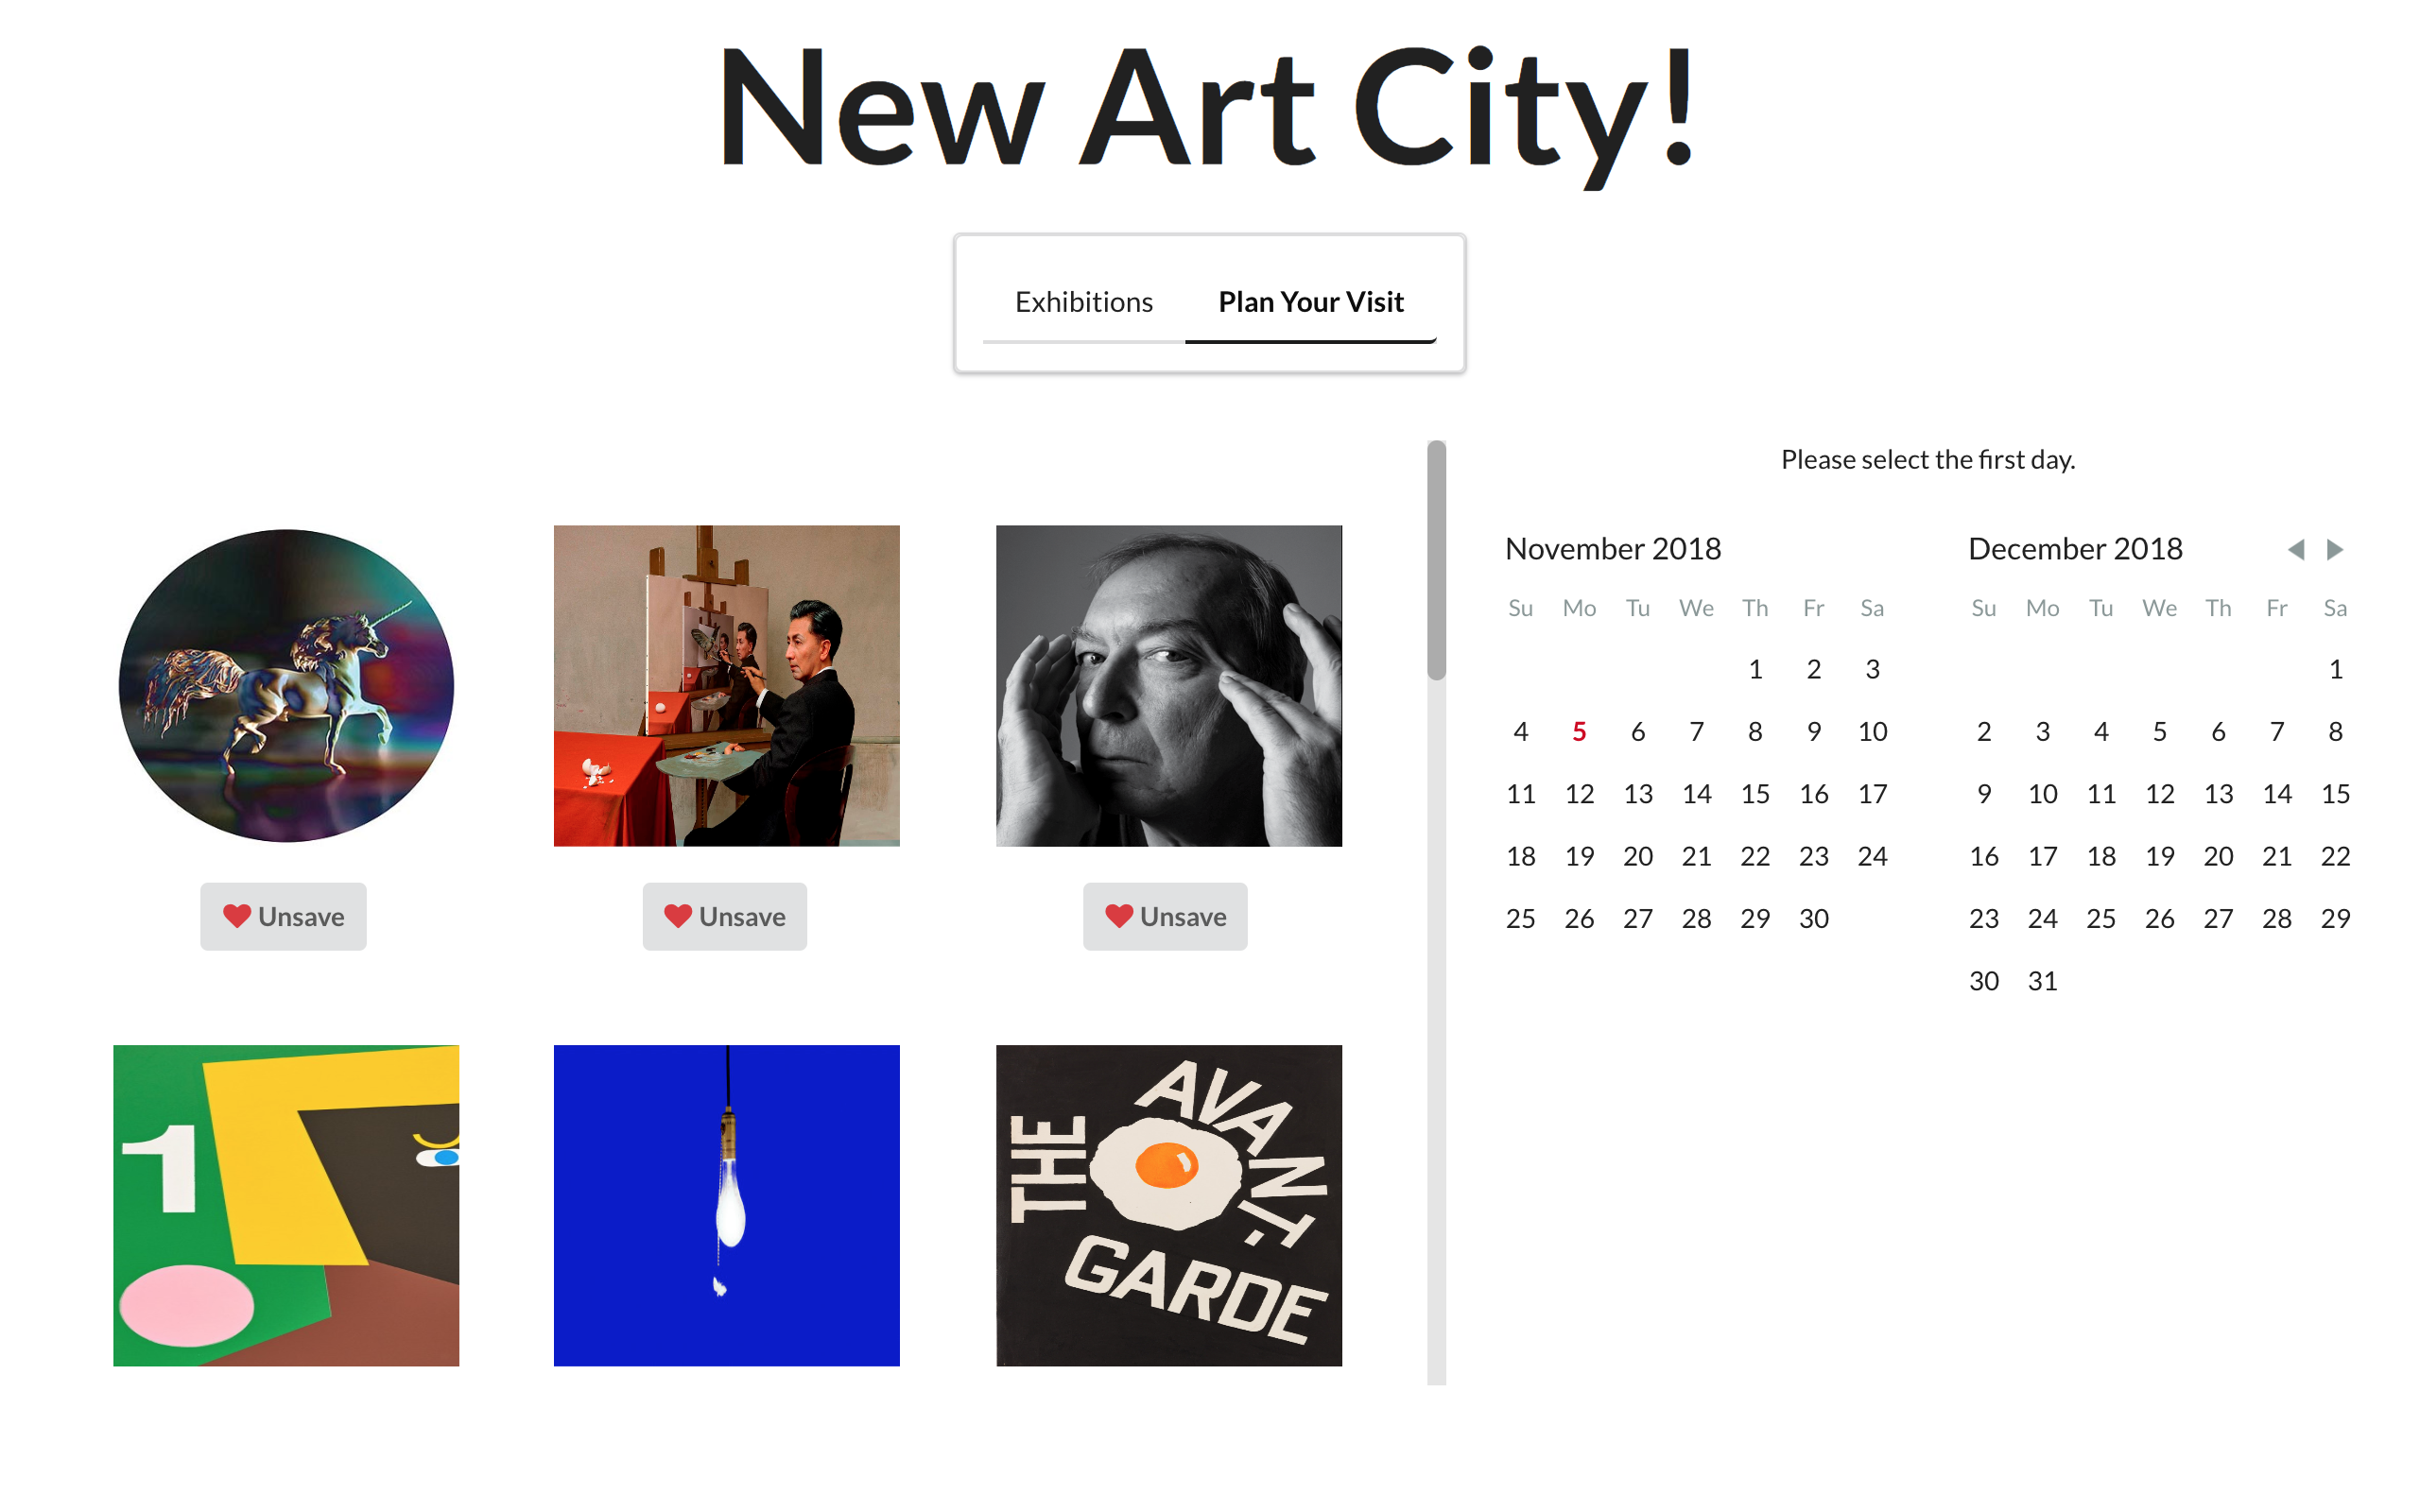 New Art City!
Exhibitions
Plan Your Visit
Unsave
Unsave
Unsave
1
THE
AVANT-
GARDE
Please select the first day.
November 2018
Su Mo Tu We Th Fr Sa
1 2 3
4 5 6 7 8 9 10
11 12 13 14 15 16 17
18 19 20 21 22 23 24
25 26 27 28 29 30
December 2018
Su Mo Tu We Th Fr Sa
1
2 3 4 5 6 7 8
9 10 11 12 13 14 15
16 17 18 19 20 21 22
23 24 25 26 27 28 29
30 31